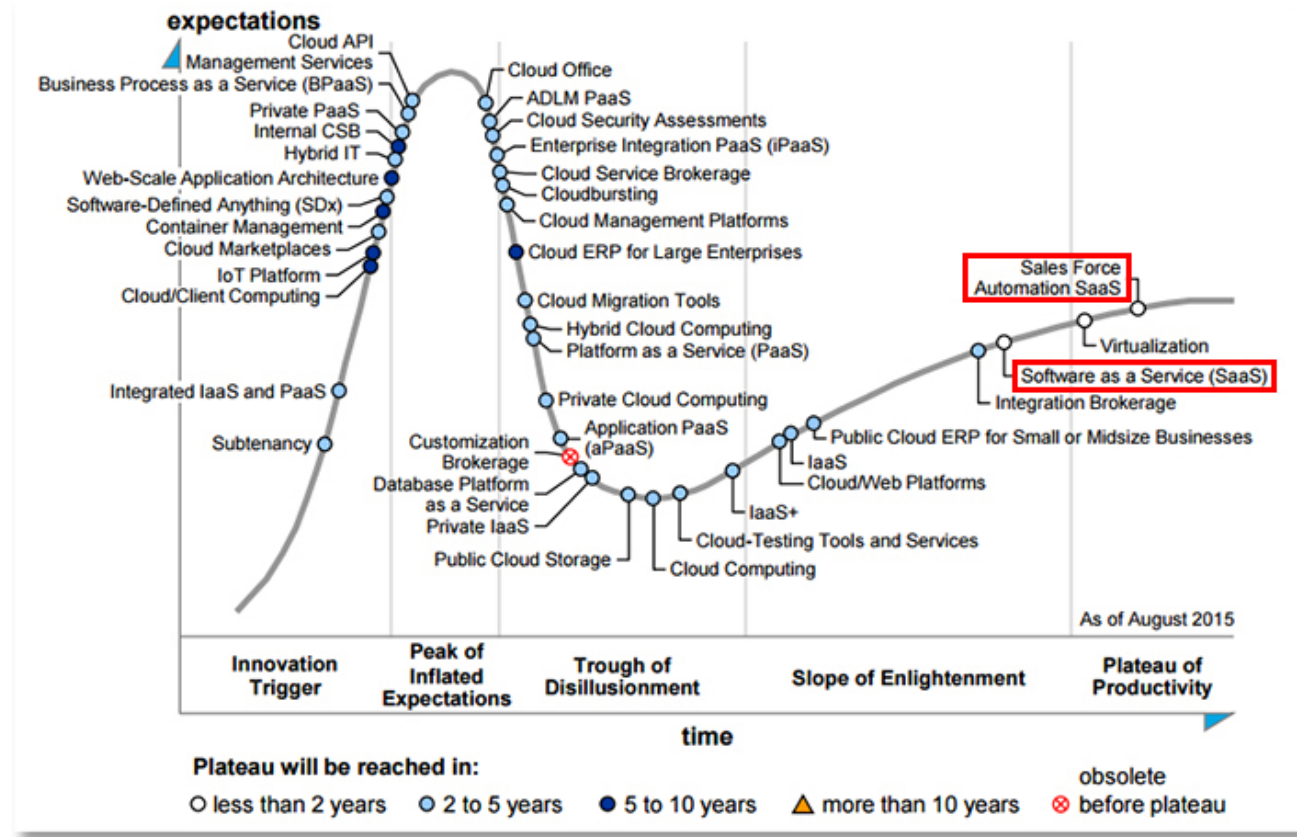 expectations
Cloud API
Management Services
Business Process as a Service (BPaaS)
Private PaaS
Internal CSB
Hybrid IT
Web-Scale Application Architecture
Software-Defined Anything (SDx)
Container Management
Cloud Marketplaces
IoT Platform
Cloud/Client Computing
Integrated IaaS and PaaS
Subtenancy
Cloud Office
ADLM PaaS
Cloud Security Assessments
Enterprise Integration PaaS (iPaaS)
Cloud Service Brokerage
Cloudbursting
Cloud Management Platforms
Cloud ERP for Large Enterprises
Cloud Migration Tools
Hybrid Cloud Computing
Platform as a Service (PaaS)
Private Cloud Computing
Application PaaS
(aPaaS)
Customization
Brokerage
Database Platform
as a Service
Private IaaS
Public Cloud Storage
Cloud Computing
Cloud-Testing Tools and Services
IaaS+
Cloud/Web Platforms
IaaS
Public Cloud ERP for Small or Midsize Businesses
Integration Brokerage
Software as a Service (SaaS)
Virtualization
Sales Force
Automation SaaS
As of August 2015
Innovation
Trigger
Peak of
Inflated
Expectations
Trough of
Disillusionment
Slope of Enlightenment
Plateau of
Productivity
time
Plateau will be reached in:
less than 2 years
2 to 5 years
5 to 10 years
more than 10 years
obsolete
before plateau